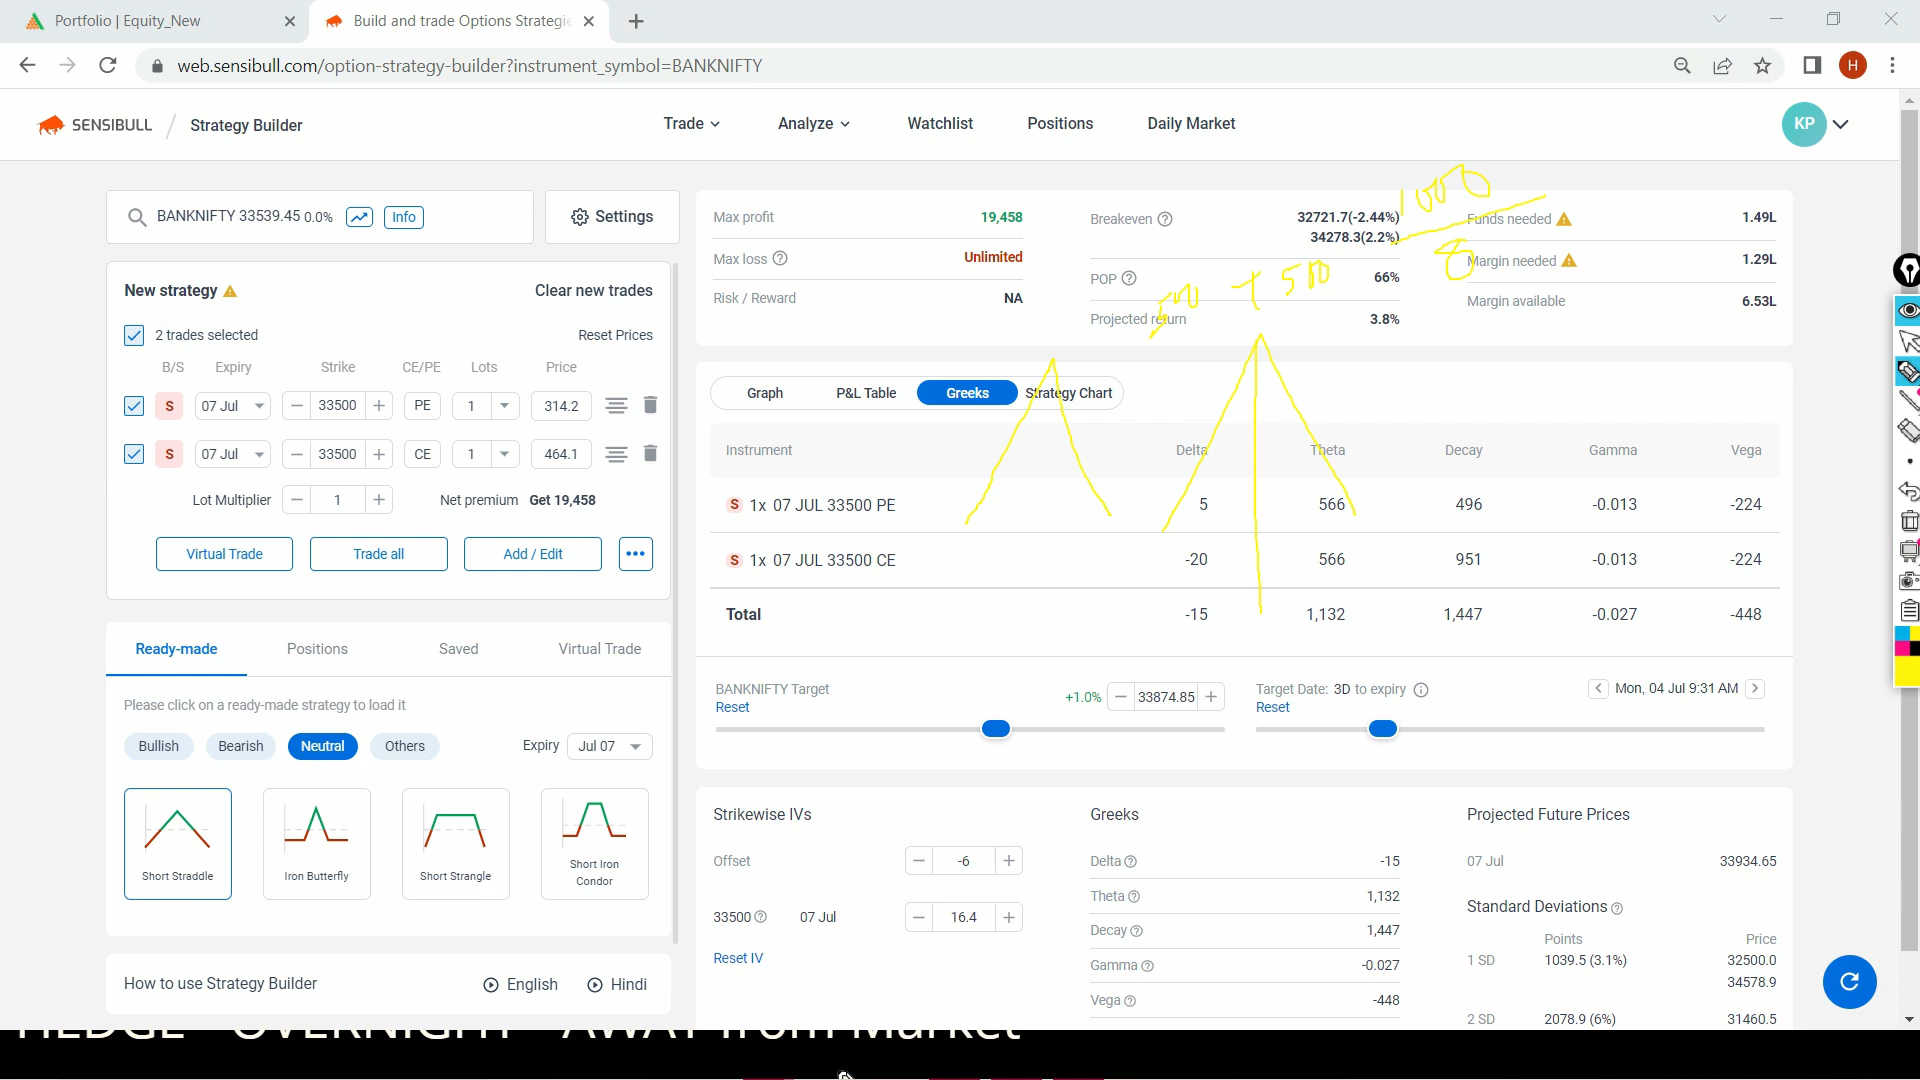 Portfolio | Equity_New
Build and trade Options Strategie
web.sensibull.com/option-strategy-builder?instrument_symbol=BANKNIFTY
H
SENSIBULL / Strategy Builder
Trade
Analyze
Watchlist
Positions
Daily Market
KP
BANKNIFTY 33539.45 0.0% Info
Settings
New strategy
Clear new trades
2 trades selected
Reset Prices
B/S Expiry Strike CE/PE Lots Price
S 07 Jul − 33500 + PE 1 314.2
S 07 Jul − 33500 + CE 1 464.1
Lot Multiplier − 1 +
Net premium Get 19,458
Virtual Trade
Trade all
Add / Edit
•••
Ready-made
Positions
Saved
Virtual Trade
Please click on a ready-made strategy to load it
Bullish
Bearish
Neutral
Others
Expiry Jul 07
Short Straddle
Iron Butterfly
Short Strangle
Short Iron
Condor
How to use Strategy Builder
English
Hindi
Max profit 19,458
Max loss Unlimited
Risk / Reward NA
Breakeven 32721.7(-2.44%)
34278.3(2.2%)
POP 66%
Projected return 3.8%
Funds needed 1.49L
Margin needed 1.29L
Margin available 6.53L
1000
8
500 + 500
Graph
P&L Table
Greeks
Strategy Chart
Instrument Delta Theta Decay Gamma Vega
S 1x 07 JUL 33500 PE 5 566 496 -0.013 -224
S 1x 07 JUL 33500 CE -20 566 951 -0.013 -224
Total -15 1,132 1,447 -0.027 -448
BANKNIFTY Target
Reset
+1.0% − 33874.85 +
Target Date: 3D to expiry
Reset
Mon, 04 Jul 9:31 AM
Strikewise IVs
Offset − -6 +
33500 07 Jul − 16.4 +
Reset IV
Greeks
Delta -15
Theta 1,132
Decay 1,447
Gamma -0.027
Vega -448
Projected Future Prices
07 Jul 33934.65
Standard Deviations
Points Price
1 SD 1039.5 (3.1%) 32500.0
34578.9
2 SD 2078.9 (6%) 31460.5
HEDGE - OVERNIGHT - AWAY from Market